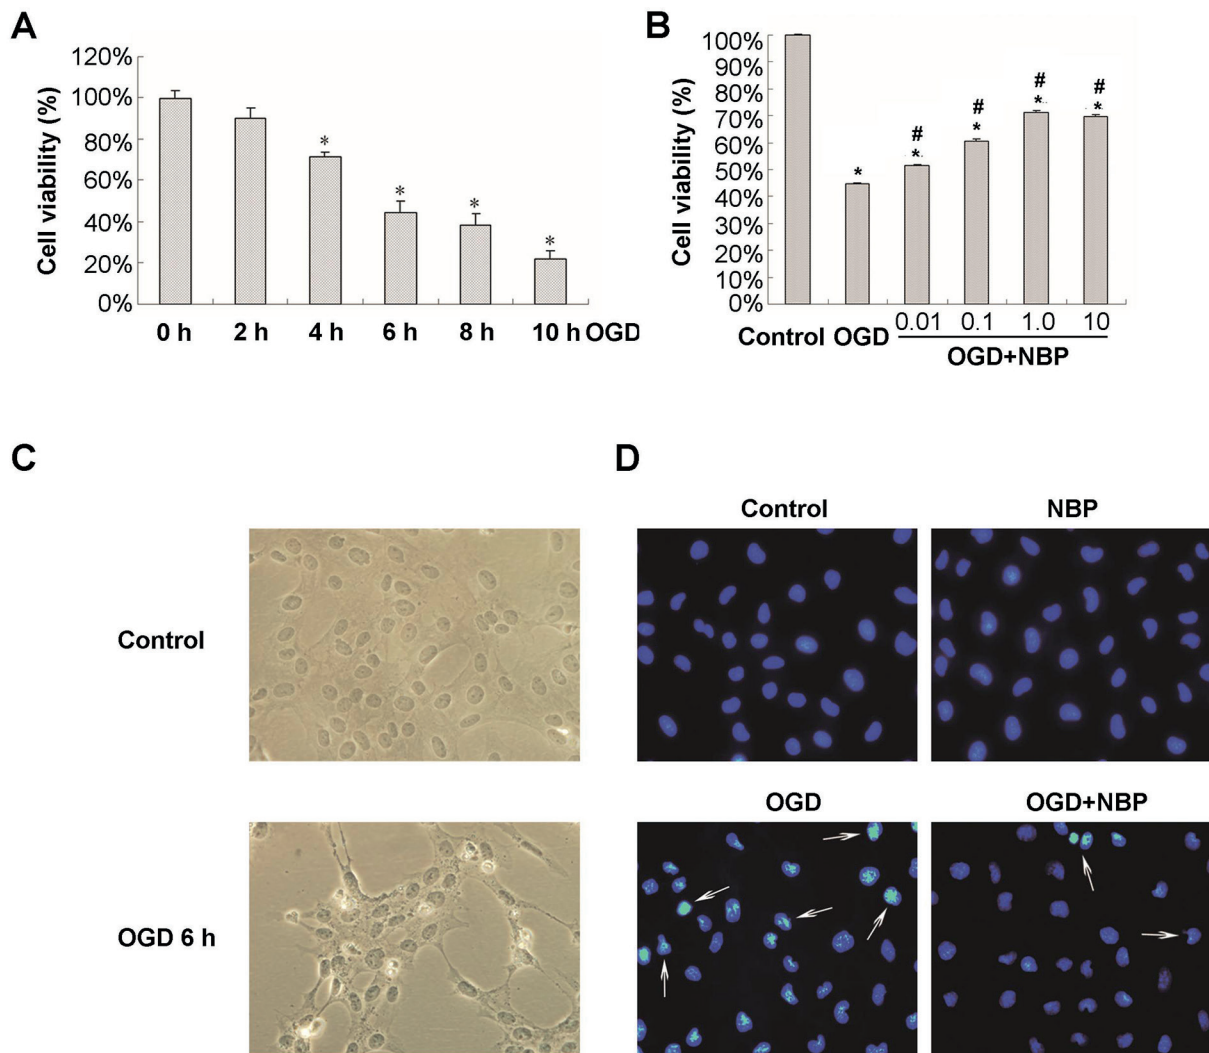 A
Cell viability (%)
120%
100%
80%
60%
40%
20%
0%
*
*
*
*
0 h 2 h 4 h 6 h 8 h 10 h OGD
B
Cell viability (%)
100%
90%
80%
70%
60%
50%
40%
30%
20%
10%
0%
*
#
*
#
*
#
*
#
*
Control OGD 0.01 0.1 1.0 10
OGD+NBP
C
Control
OGD 6 h
D
Control NBP
OGD OGD+NBP